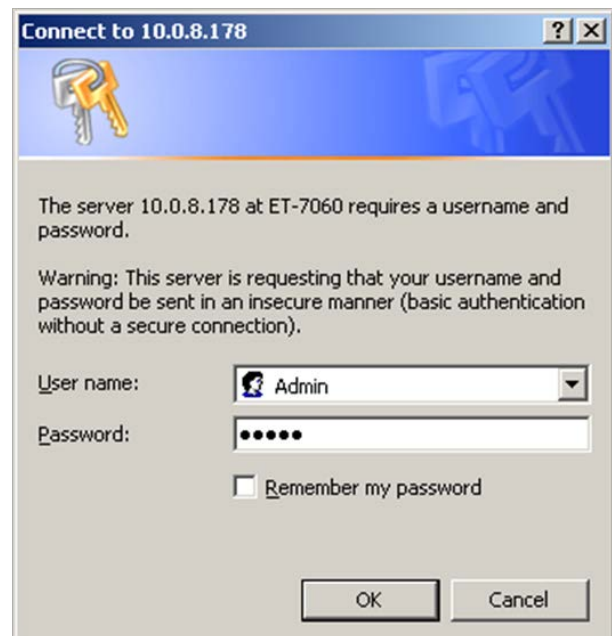 Connect to 10.0.8.178
The server 10.0.8.178 at ET-7060 requires a username and
password.
Warning: This server is requesting that your username and
password be sent in an insecure manner (basic authentication
without a secure connection).
User name:
Admin
Password:
•••••
Remember my password
OK
Cancel